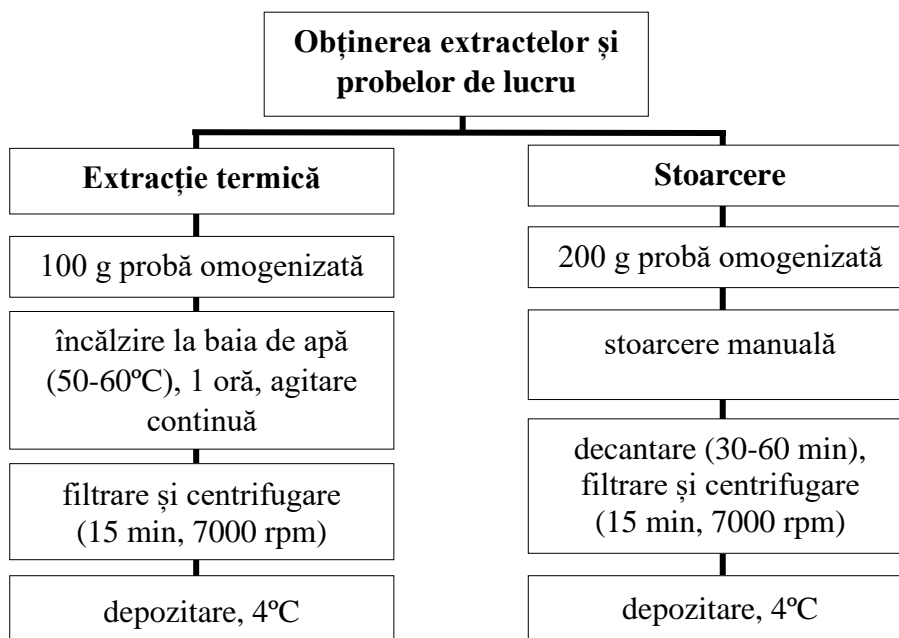 Obținerea extractelor și
probelor de lucru
Extracție termică
100 g probă omogenizată
încălzire la baia de apă
(50-60ºC), 1 oră, agitare
continuă
filtrare și centrifugare
(15 min, 7000 rpm)
depozitare, 4ºC
Stoarcere
200 g probă omogenizată
stoarcere manuală
decantare (30-60 min),
filtrare și centrifugare
(15 min, 7000 rpm)
depozitare, 4ºC